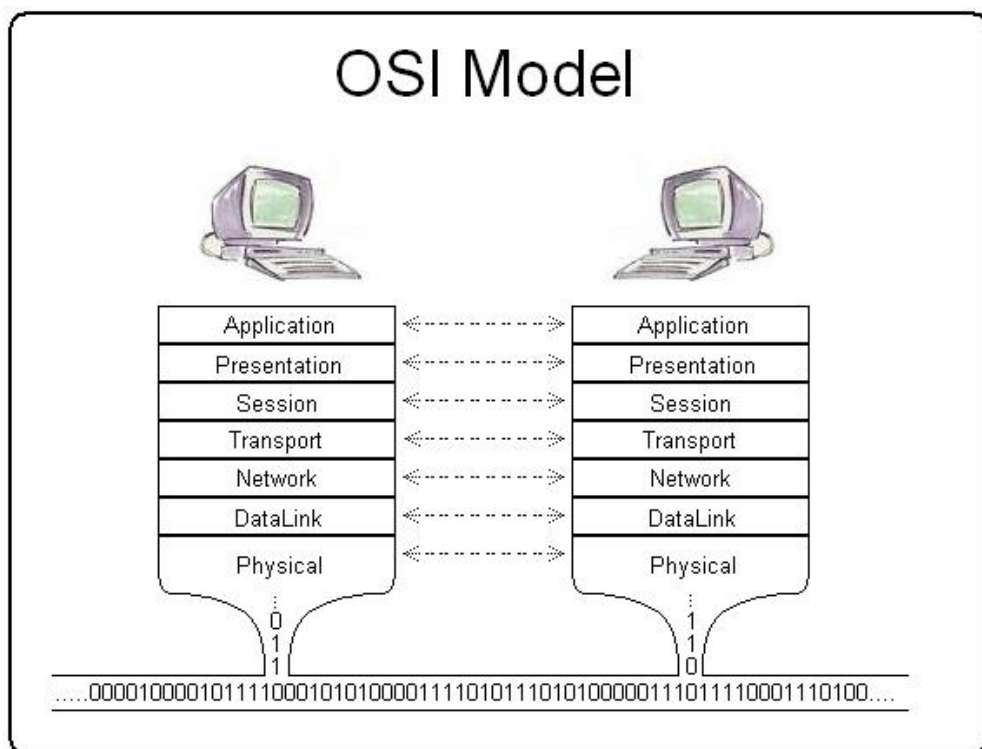 OSI Model
Application Application
Presentation Presentation
Session Session
Transport Transport
Network Network
DataLink DataLink
Physical Physical
: :
0 1
1 1
1 0
.....0000100001011110001010100001111010111010100000111011110001110100....